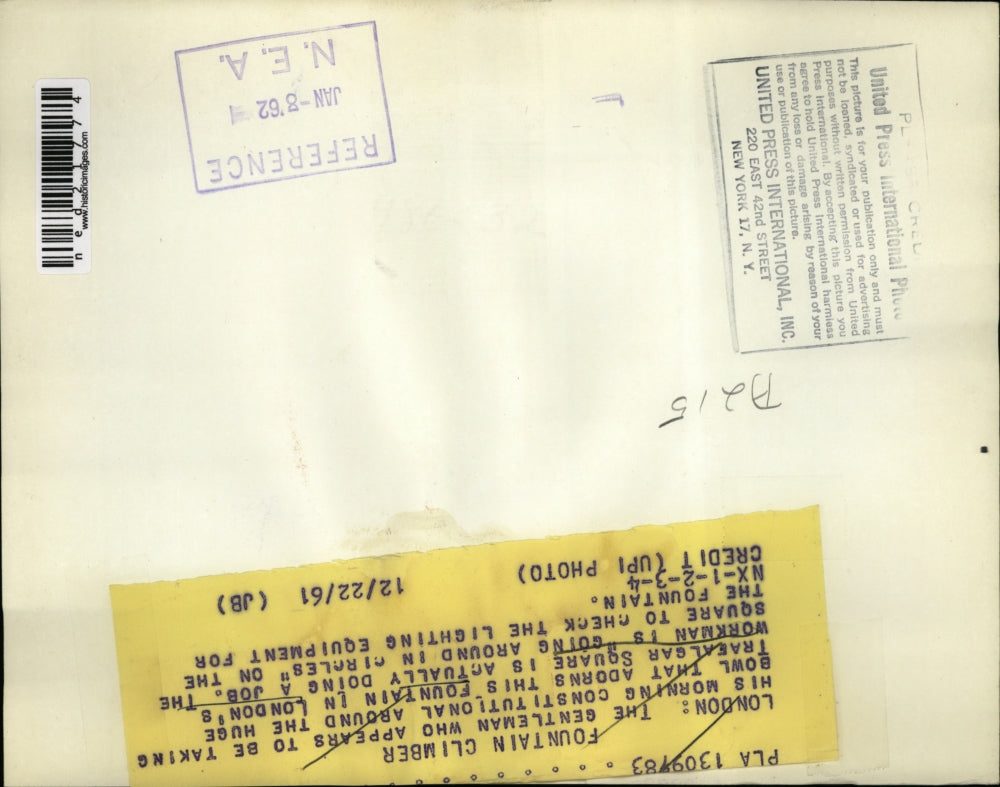 REFERENCE
JAN -8 '62
N. E. A.
ned21774
www.historicimages.com
United Press International Photo
This picture is for your publication only and must
not be loaned, syndicated or used for advertising
purposes without written permission from United
Press International. By accepting this picture you
agree to hold United Press International harmless
from any loss or damage arising by reason of your
use or publication of this picture.
UNITED PRESS INTERNATIONAL, INC.
220 EAST 42nd STREET
NEW YORK 17, N. Y.
PLA 1309783
FOUNTAIN CLIMBER
LONDON: THE GENTLEMAN WHO APPEARS TO BE TAKING
HIS MORNING CONSTITUTIONAL AROUND THE HUGE
BOWL THAT ADORNS THIS FOUNTAIN IN LONDON'S
TRAFALGAR SQUARE IS ACTUALLY DOING A JOB. THE
WORKMAN IS "GOING AROUND IN CIRCLES" ON THE
SQUARE TO CHECK THE LIGHTING EQUIPMENT FOR
THE FOUNTAIN.
NX-1-2-3-4
CREDIT (UPI PHOTO) 12/22/61 (JB)